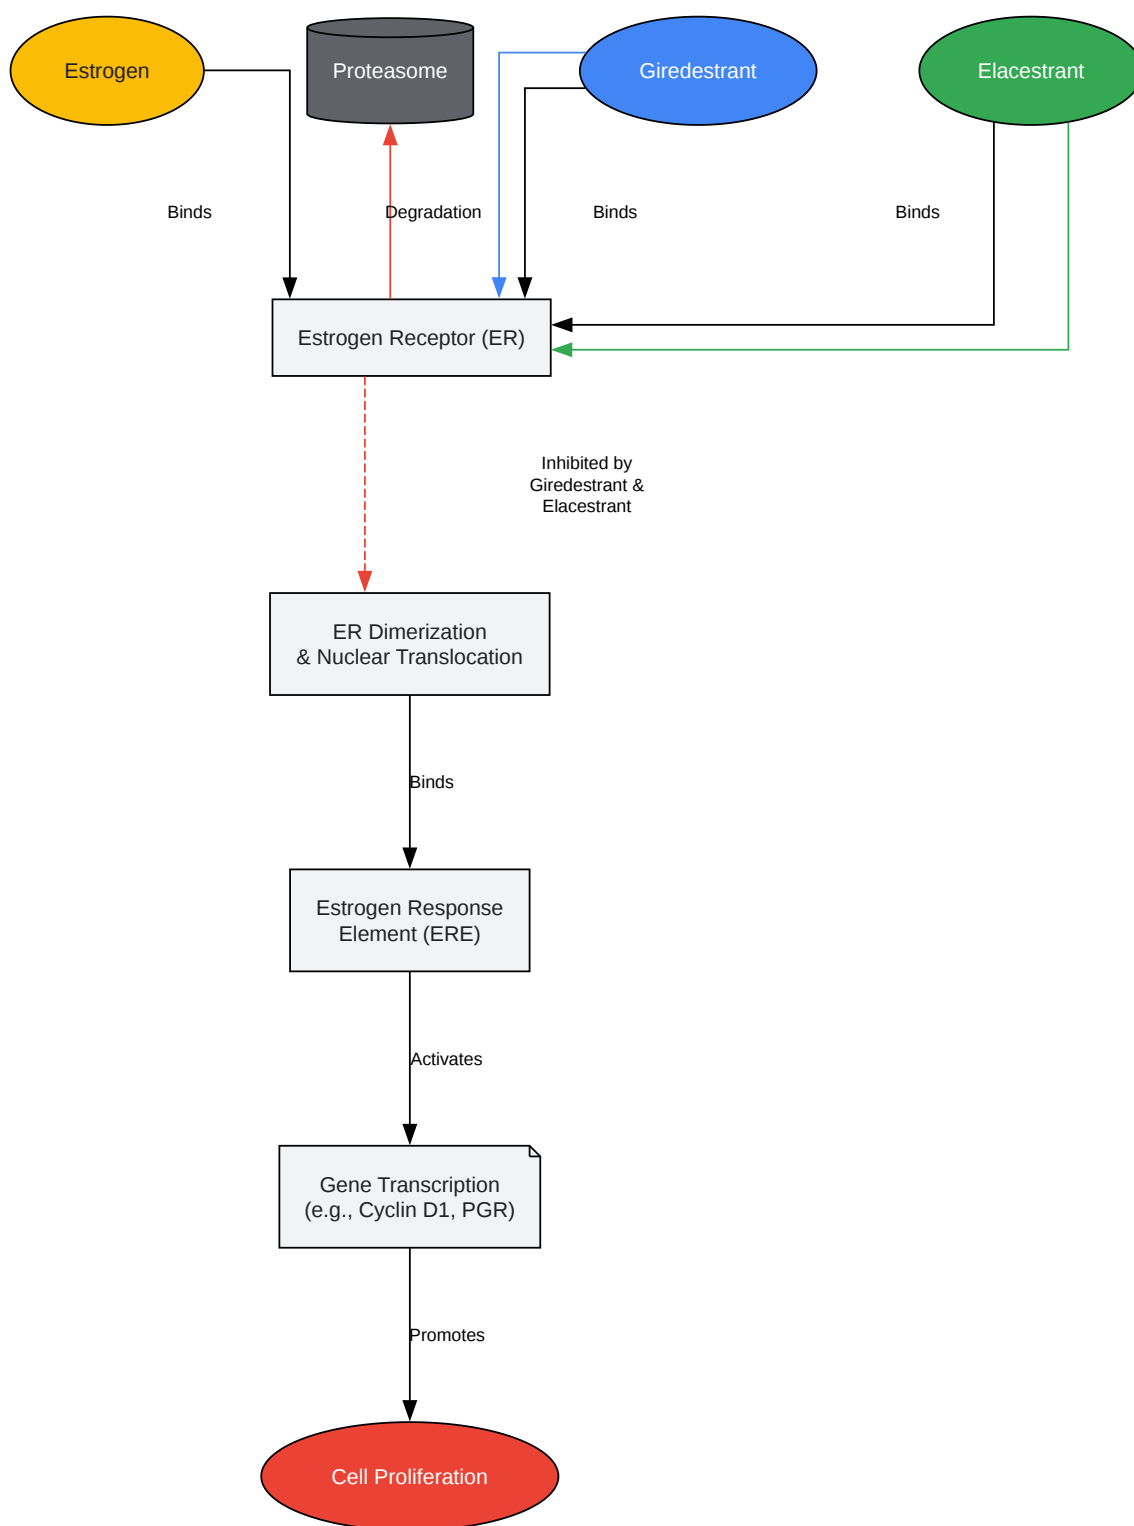 Estrogen
Proteasome
Giredestrant
Elacestrant
Binds
Degradation
Binds
Binds
Estrogen Receptor (ER)
Inhibited by
Giredestrant &
Elacestrant
ER Dimerization
& Nuclear Translocation
Binds
Estrogen Response
Element (ERE)
Activates
Gene Transcription
(e.g., Cyclin D1, PGR)
Promotes
Cell Proliferation